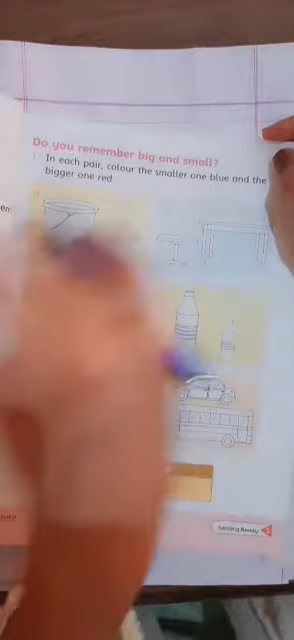 Do you remember big and small?
In each pair, colour the smaller one blue and the
bigger one red
Getting Ready